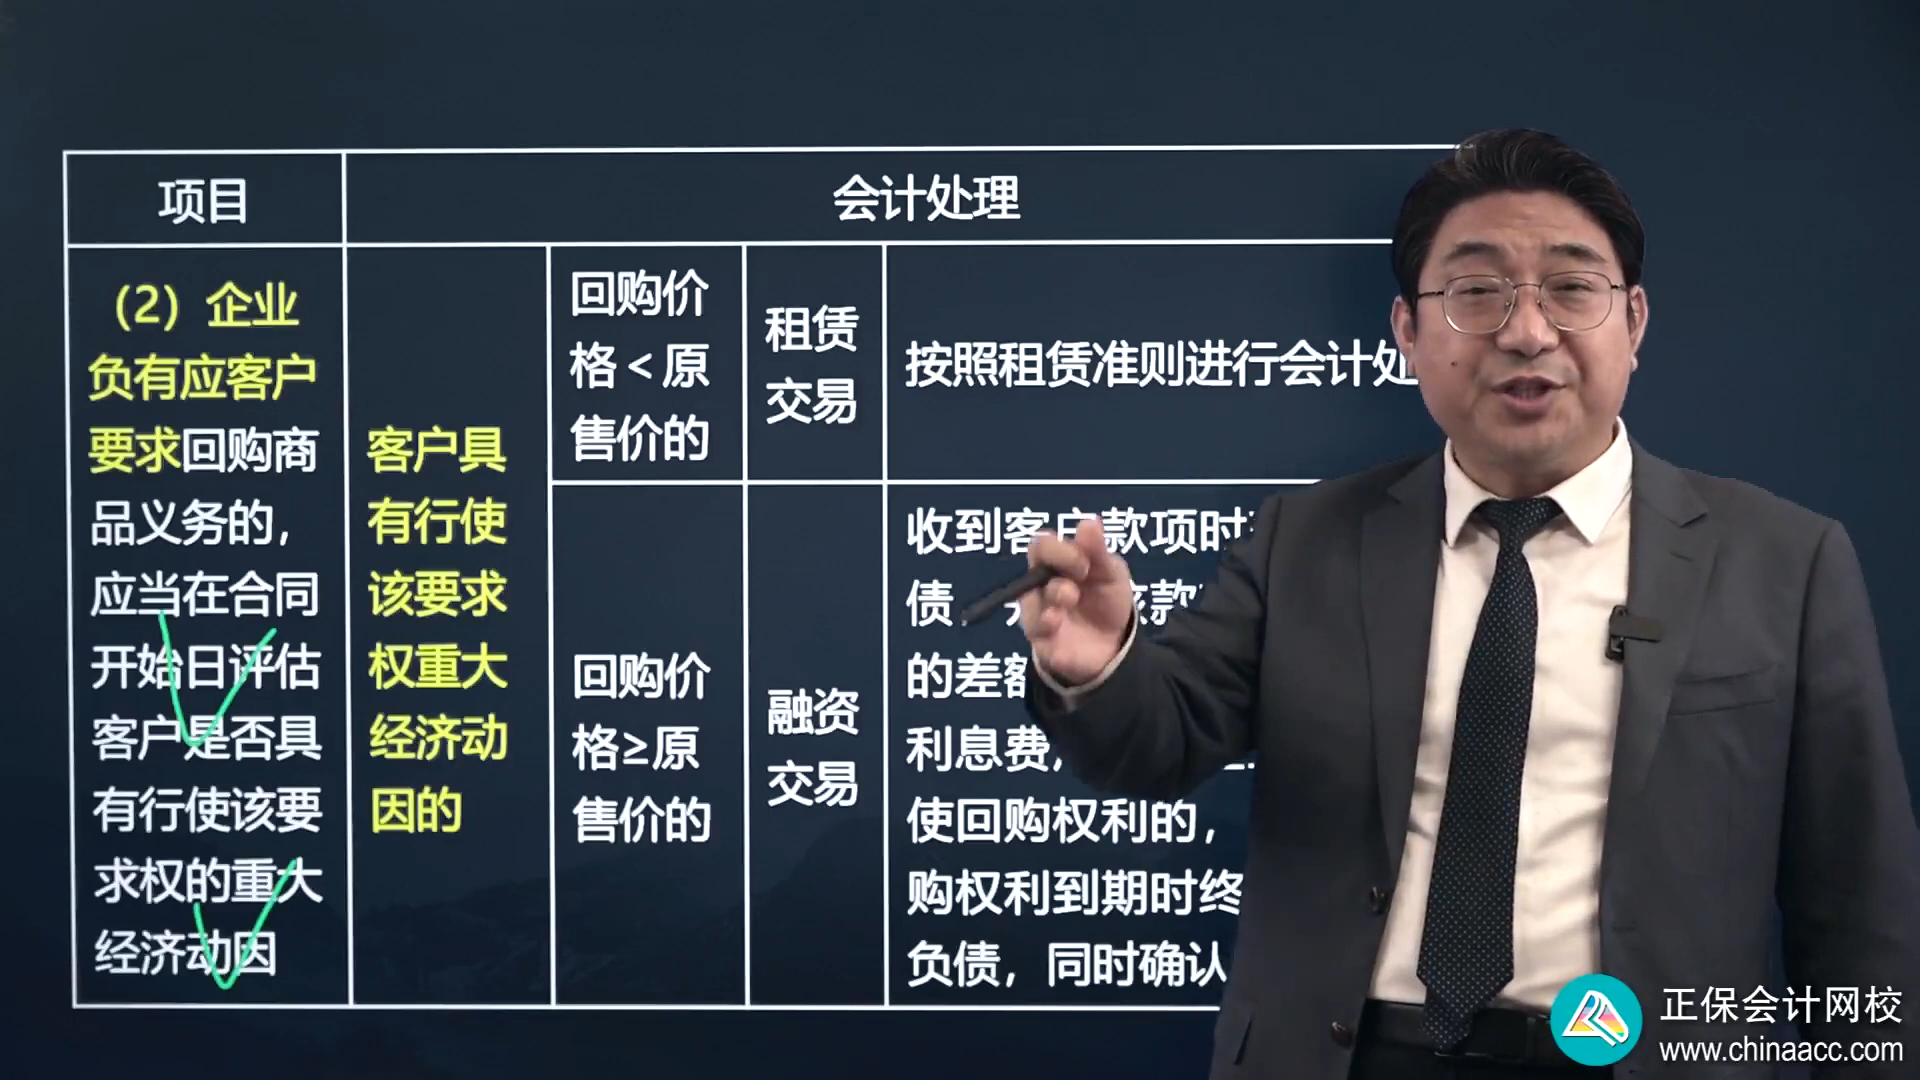 项目
会计处理
（2）企业
负有应客户
要求回购商
品义务的，
应当在合同
开始日评估
客户是否具
有行使该要
求权的重大
经济动因
客户具
有行使
该要求
权重大
经济动
因的
回购价
格＜原
售价的
租赁
交易
按照租赁准则进行会计处
回购价
格≥原
售价的
融资
交易
收到客户款项时
债，
款
的差
利息费，
使回购权利的，
购权利到期时终
负债，同时确认
正保会计网校
www.chinaacc.com